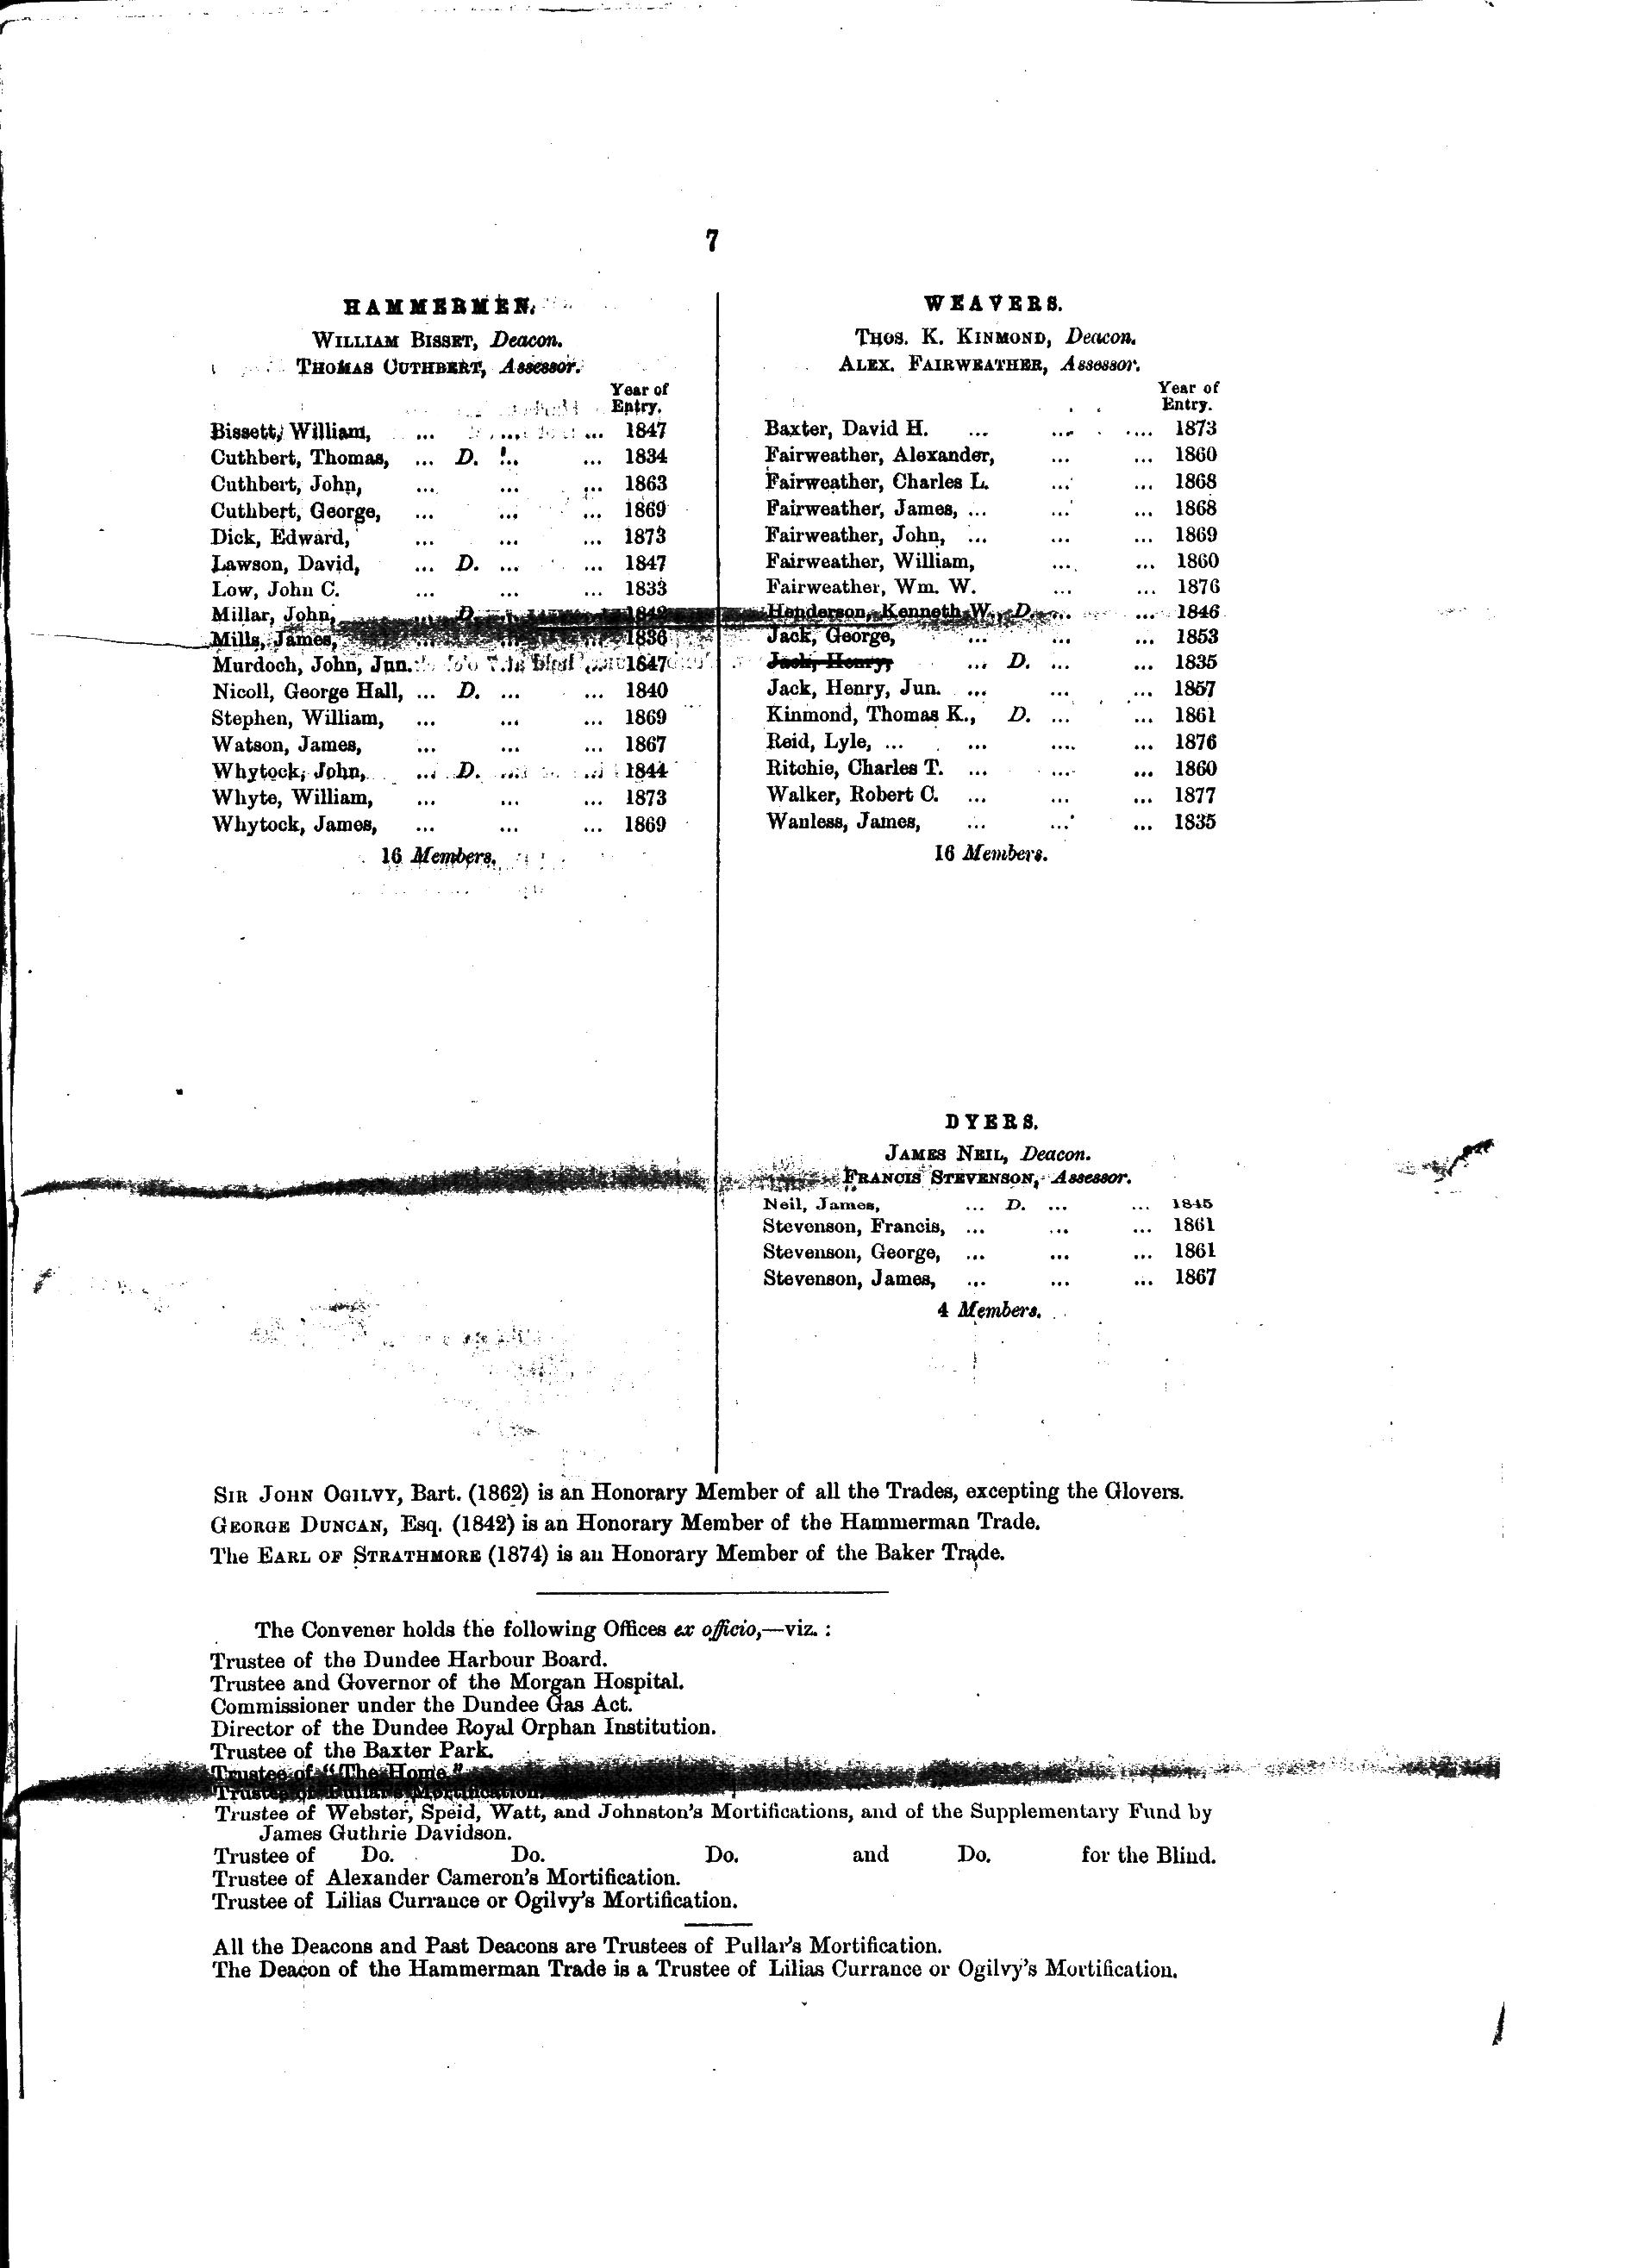 7
HAMMERMEN.
WILLIAM BISSET, Deacon.
THOMAS CUTHBERT, Assessor.
Year of
Entry.
Bissett, William, ... ... ... 1847
Cuthbert, Thomas, ... D. ... ... 1834
Cuthbert, John, ... ... ... 1863
Cuthbert, George, ... ... ... 1869
Dick, Edward, ... ... ... 1873
Lawson, David, ... D. ... ... 1847
Low, John C. ... ... ... 1833
Millar, John, ... D. ... ... 1842
Mills, James, ... ... ... 1836
Murdoch, John, Jun. 1847
Nicoll, George Hall, ... D. ... ... 1840
Stephen, William, ... ... ... 1869
Watson, James, ... ... ... 1867
Whytock, John, ... D. ... ... 1844
Whyte, William, ... ... ... 1873
Whytock, James, ... ... ... 1869
16 Members.
WEAVERS.
THOS. K. KINMOND, Deacon.
ALEX. FAIRWEATHER, Assessor.
Year of
Entry.
Baxter, David H. ... ... ... 1873
Fairweather, Alexander, ... ... 1860
Fairweather, Charles L. ... ... 1868
Fairweather, James, ... ... ... 1868
Fairweather, John, ... ... ... 1869
Fairweather, William, ... ... 1860
Fairweather, Wm. W. ... ... 1876
Henderson, Kenneth W., D. ... ... 1846
Jack, George, ... ... ... 1853
Jack, Henry, ... D. ... ... 1835
Jack, Henry, Jun. ... ... ... 1857
Kinmond, Thomas K., D. ... ... 1861
Reid, Lyle, ... ... ... ... 1876
Ritchie, Charles T. ... ... ... 1860
Walker, Robert C. ... ... ... 1877
Wanless, James, ... ... ... 1835
16 Members.
DYERS.
JAMES NEIL, Deacon.
FRANCIS STEVENSON, Assessor.
Neil, James, ... D. ... ... 1845
Stevenson, Francis, ... ... ... 1861
Stevenson, George, ... ... ... 1861
Stevenson, James, ... ... ... 1867
4 Members.
SIR JOHN OGILVY, Bart. (1862) is an Honorary Member of all the Trades, excepting the Glovers.
GEORGE DUNCAN, Esq. (1842) is an Honorary Member of the Hammerman Trade.
The EARL OF STRATHMORE (1874) is an Honorary Member of the Baker Trade.
The Convener holds the following Offices ex officio,—viz. :
Trustee of the Dundee Harbour Board.
Trustee and Governor of the Morgan Hospital.
Commissioner under the Dundee Gas Act.
Director of the Dundee Royal Orphan Institution.
Trustee of the Baxter Park.
Trustee of "The Home."
Trustee of Mortification
Trustee of Webster, Speid, Watt, and Johnston's Mortifications, and of the Supplementary Fund by
James Guthrie Davidson.
Trustee of Do. Do. Do. and Do. for the Blind.
Trustee of Alexander Cameron's Mortification.
Trustee of Lilias Currance or Ogilvy's Mortification.
All the Deacons and Past Deacons are Trustees of Pullar's Mortification.
The Deacon of the Hammerman Trade is a Trustee of Lilias Currance or Ogilvy's Mortification.